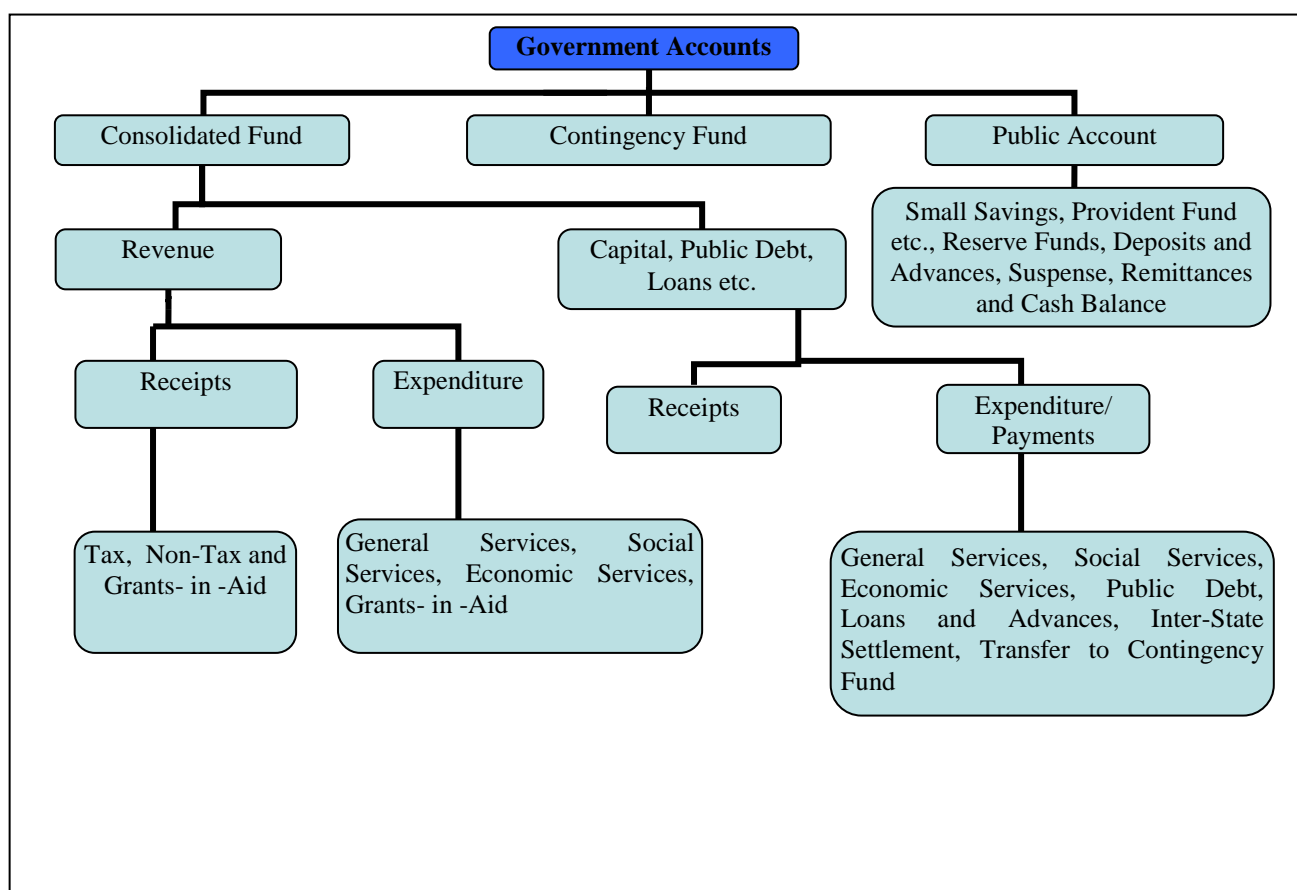 Government Accounts
Consolidated Fund
Contingency Fund
Public Account
Revenue
Capital, Public Debt,
Loans etc.
Small Savings, Provident Fund
etc., Reserve Funds, Deposits and
Advances, Suspense, Remittances
and Cash Balance
Receipts
Expenditure
Receipts
Expenditure/
Payments
Tax, Non-Tax and
Grants- in -Aid
General Services, Social
Services, Economic Services,
Grants- in -Aid
General Services, Social Services,
Economic Services, Public Debt,
Loans and Advances, Inter-State
Settlement, Transfer to Contingency
Fund